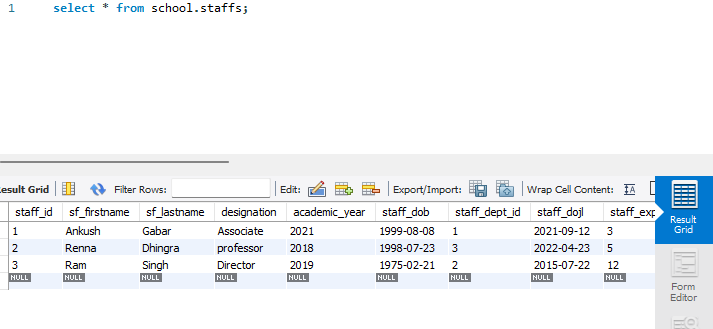 1 select * from school.staffs;
Result Grid Filter Rows: Edit: Export/Import: Wrap Cell Content:
staff_id sf_firstname sf_lastname designation academic_year staff_dob staff_dept_id staff_dojl staff_exp
1 Ankush Gabar Associate 2021 1999-08-08 1 2021-09-12 3
2 Renna Dhingra professor 2018 1998-07-23 3 2022-04-23 5
3 Ram Singh Director 2019 1975-02-21 2 2015-07-22 12
NULL NULL NULL NULL NULL NULL NULL NULL NULL
Result
Grid
Form
Editor